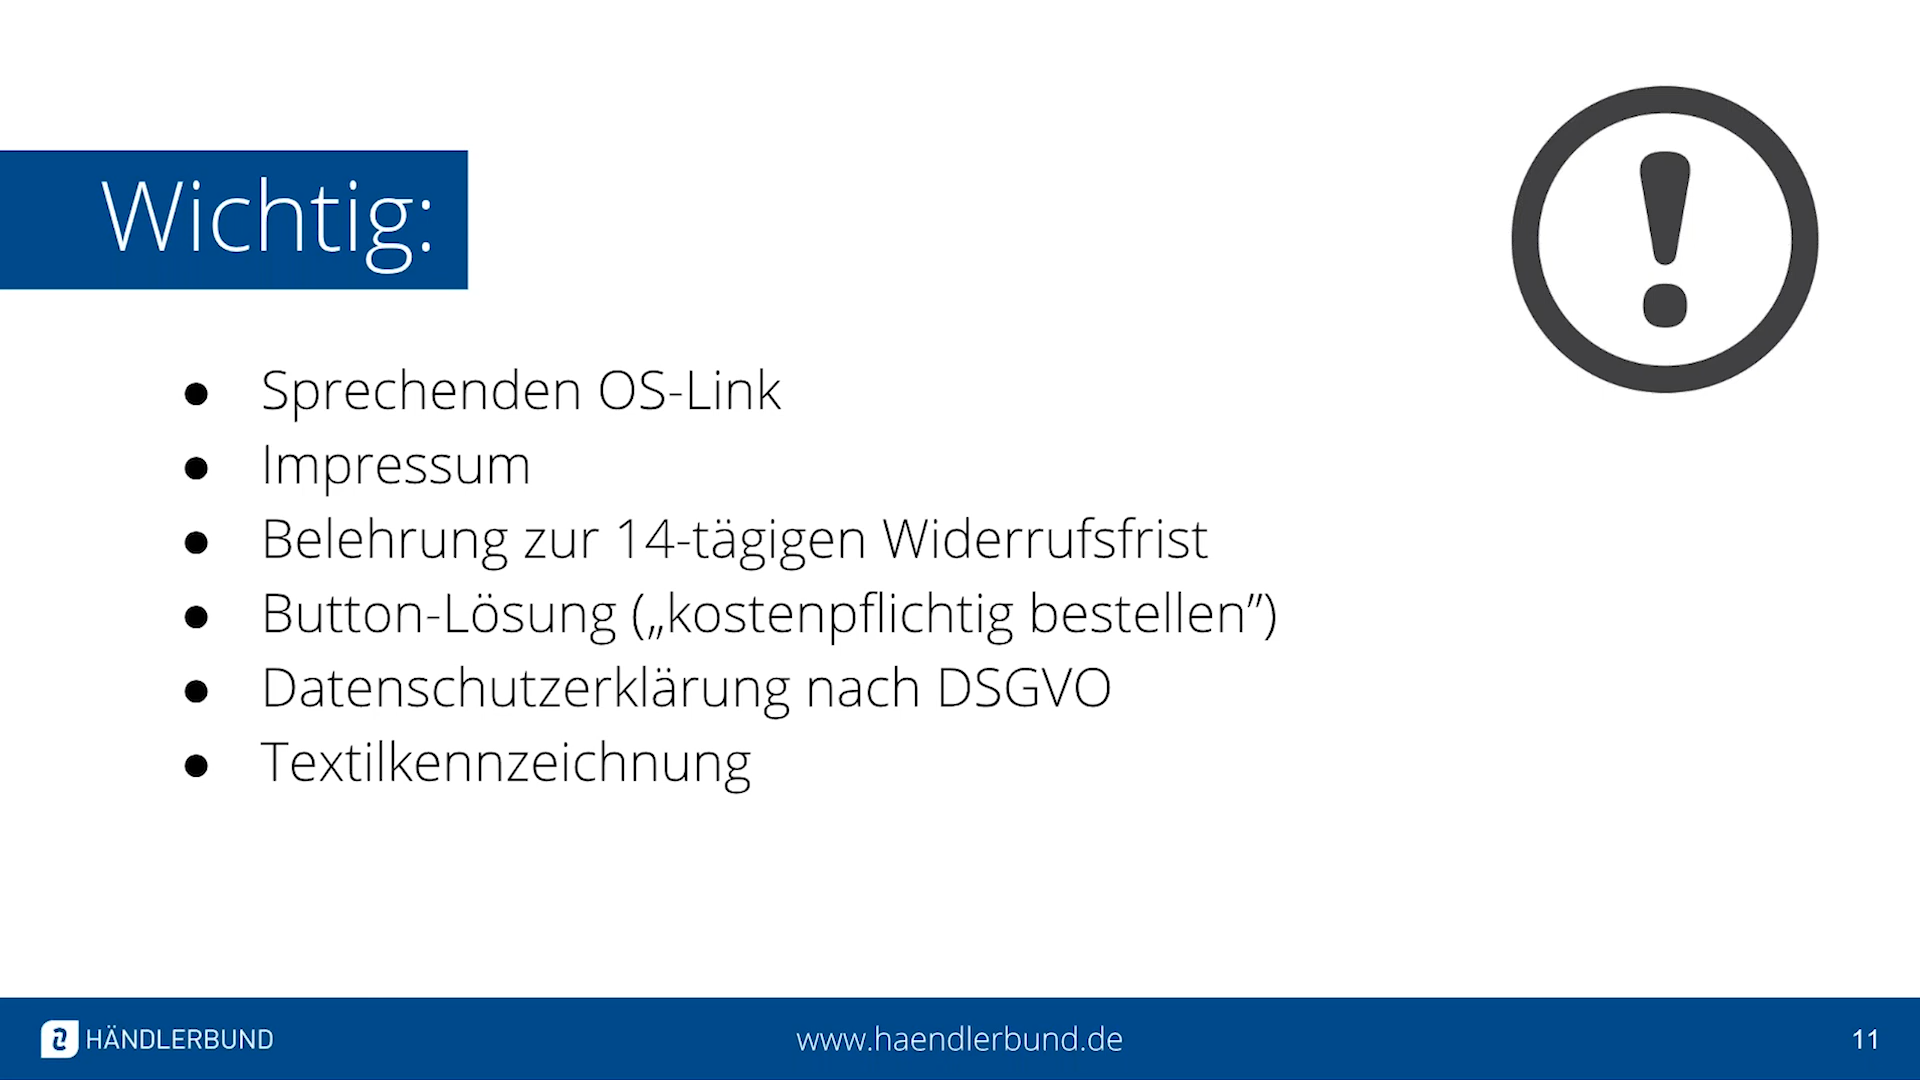 Wichtig:
Sprechenden OS-Link
Impressum
Belehrung zur 14-tägigen Widerrufsfrist
Button-Lösung („kostenpflichtig bestellen”)
Datenschutzerklärung nach DSGVO
Textilkennzeichnung
HÄNDLERBUND
www.haendlerbund.de
11